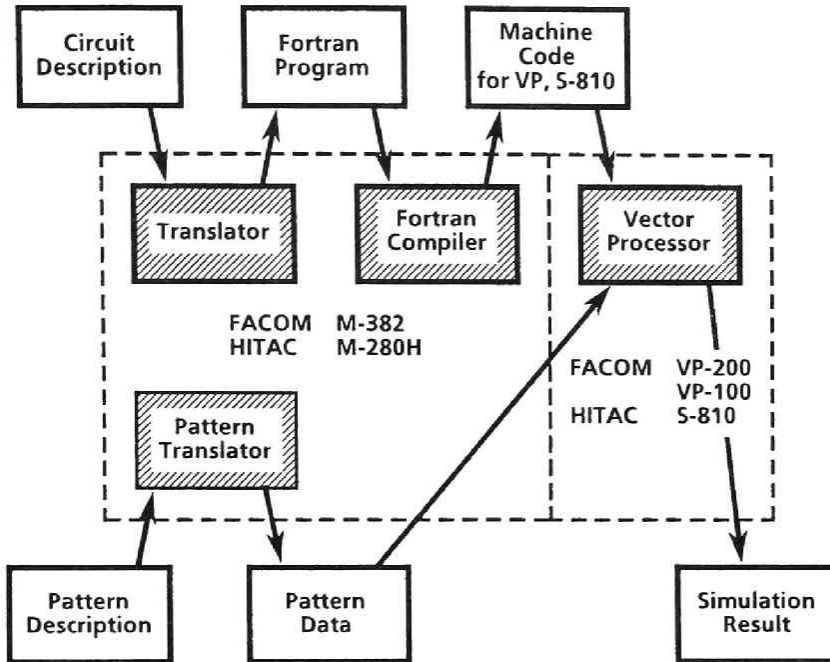 Circuit
Description
Fortran
Program
Machine
Code
for VP, S-810
Translator
Fortran
Compiler
Vector
Processor
FACOM M-382
HITAC M-280H
FACOM VP-200
VP-100
HITAC S-810
Pattern
Translator
Pattern
Description
Pattern
Data
Simulation
Result